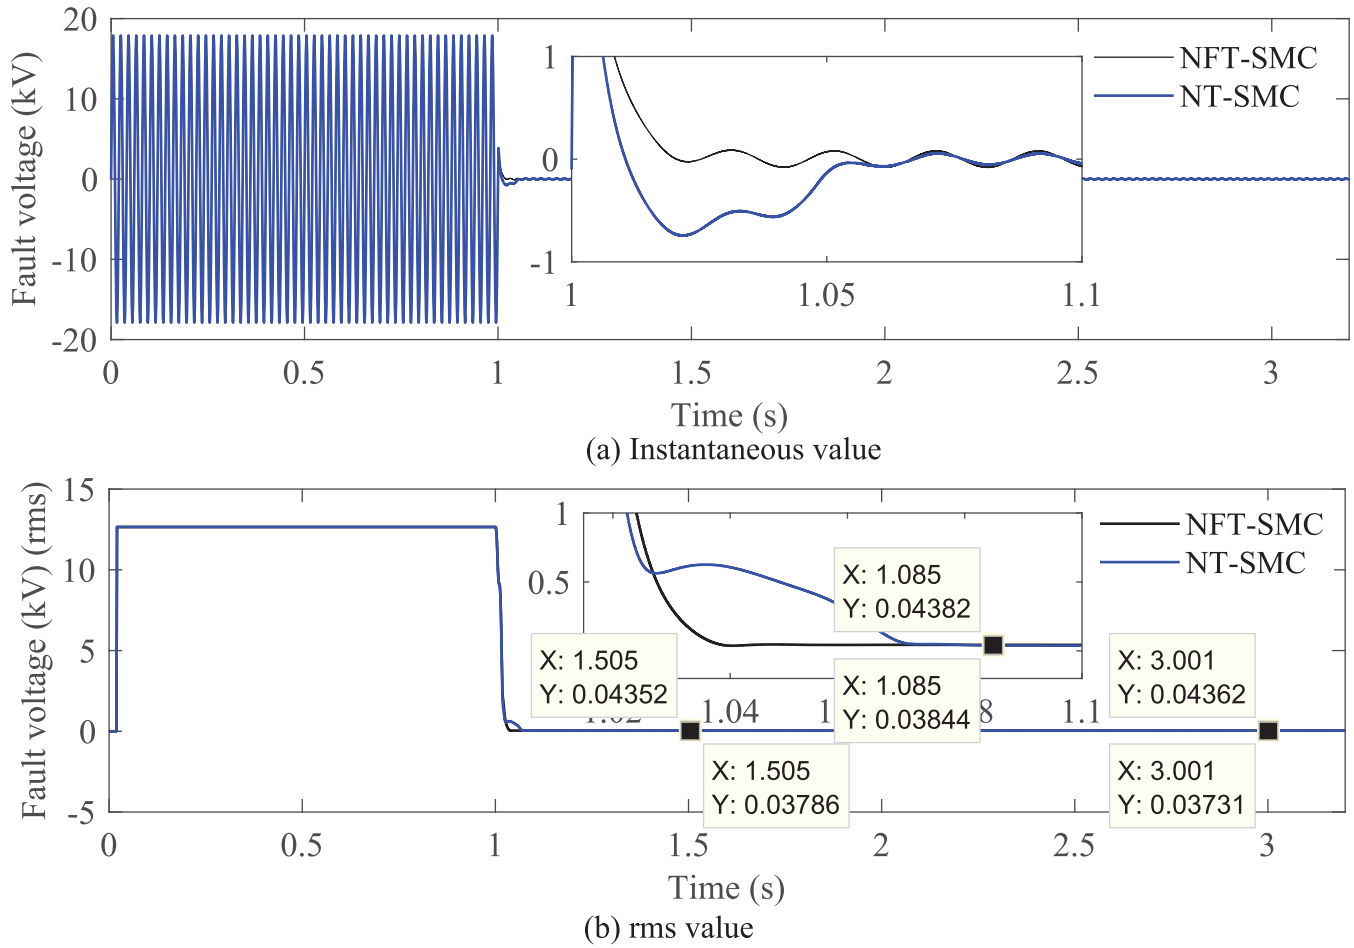 20
10
0
-10
-20
Fault voltage (kV)
1
0
-1
1
1.05
1.1
NFT-SMC
NT-SMC
0
0.5
1
1.5
2
2.5
3
Time (s)
(a) Instantaneous value
15
10
5
0
-5
Fault voltage (kV) (rms)
1
0.5
NFT-SMC
NT-SMC
X: 1.085
Y: 0.04382
X: 1.505
Y: 0.04352
X: 1.085
Y: 0.03844
X: 3.001
Y: 0.04362
1.02
1.04
1.1
X: 1.505
Y: 0.03786
X: 3.001
Y: 0.03731
0
0.5
1
1.5
2
2.5
3
Time (s)
(b) rms value